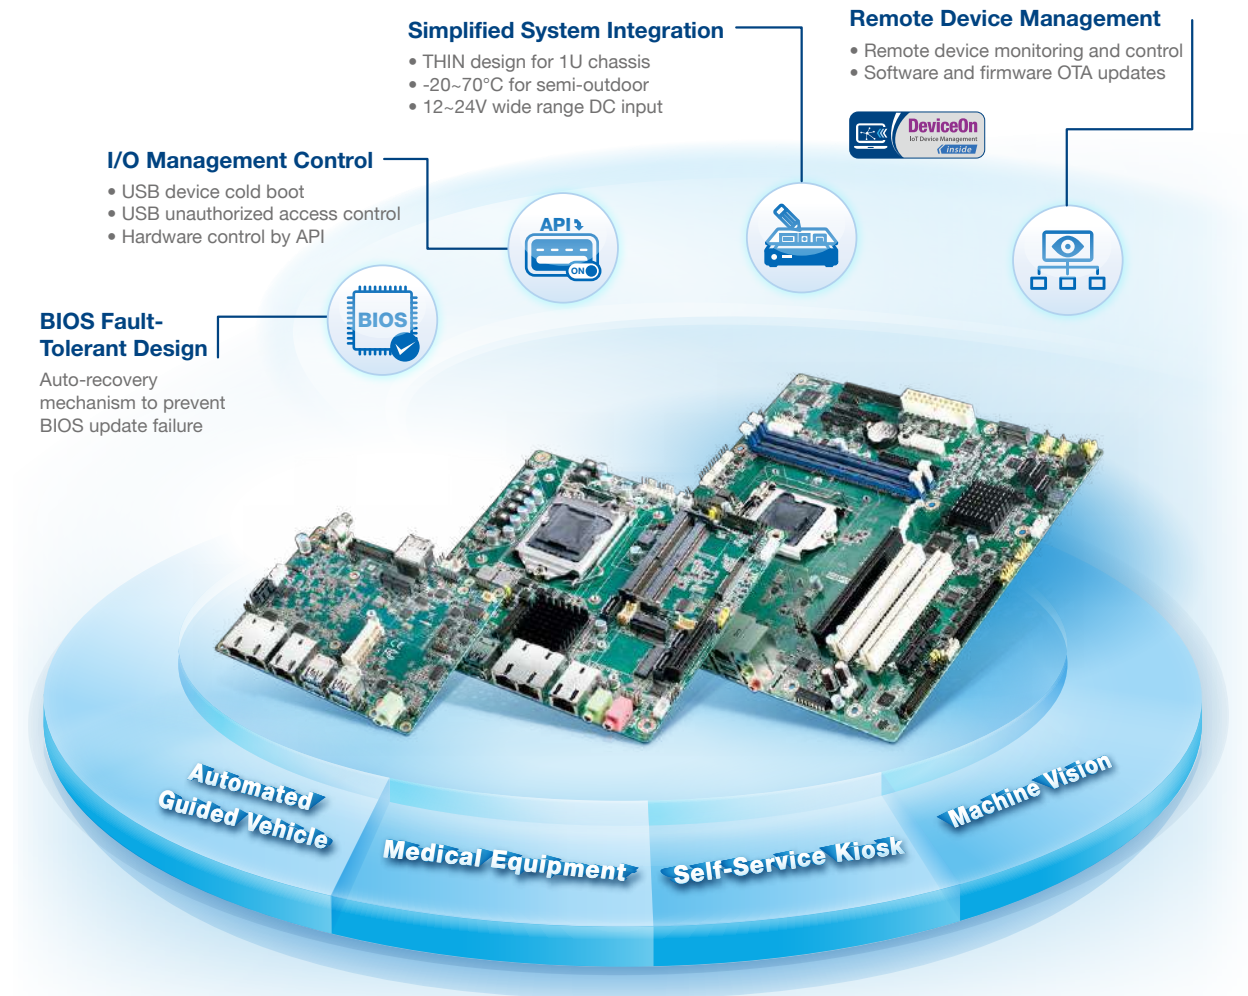 Simplified System Integration
• THIN design for 1U chassis
• -20~70°C for semi-outdoor
• 12~24V wide range DC input
Remote Device Management
• Remote device monitoring and control
• Software and firmware OTA updates
DeviceOn
IoT Device Management
inside
I/O Management Control
• USB device cold boot
• USB unauthorized access control
• Hardware control by API
API
ON
BIOS Fault-
Tolerant Design
Auto-recovery
mechanism to prevent
BIOS update failure
BIOS
Automated
Guided Vehicle
Medical Equipment
Self-Service Kiosk
Machine Vision